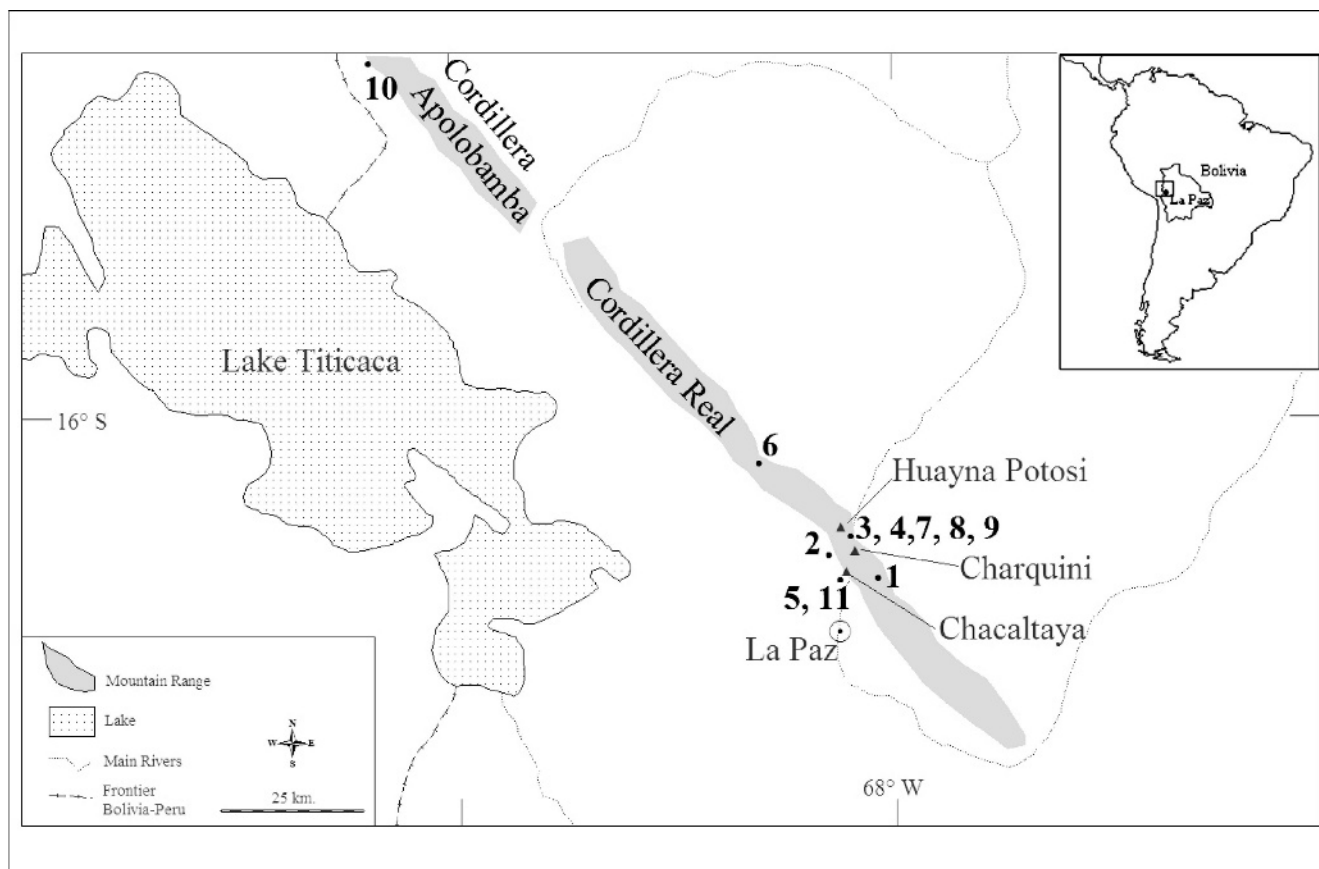 10
Cordillera
Apolobamba
Bolivia
La Paz
Lake Titicaca
Cordillera Real
16° S
6
Huayna Potosi
3, 4,7, 8, 9
2
Charquini
1
5, 11
Chacaltaya
La Paz
Mountain Range
Lake
N
W E
S
Main Rivers
Frontier
Bolivia-Peru
25 km.
68° W